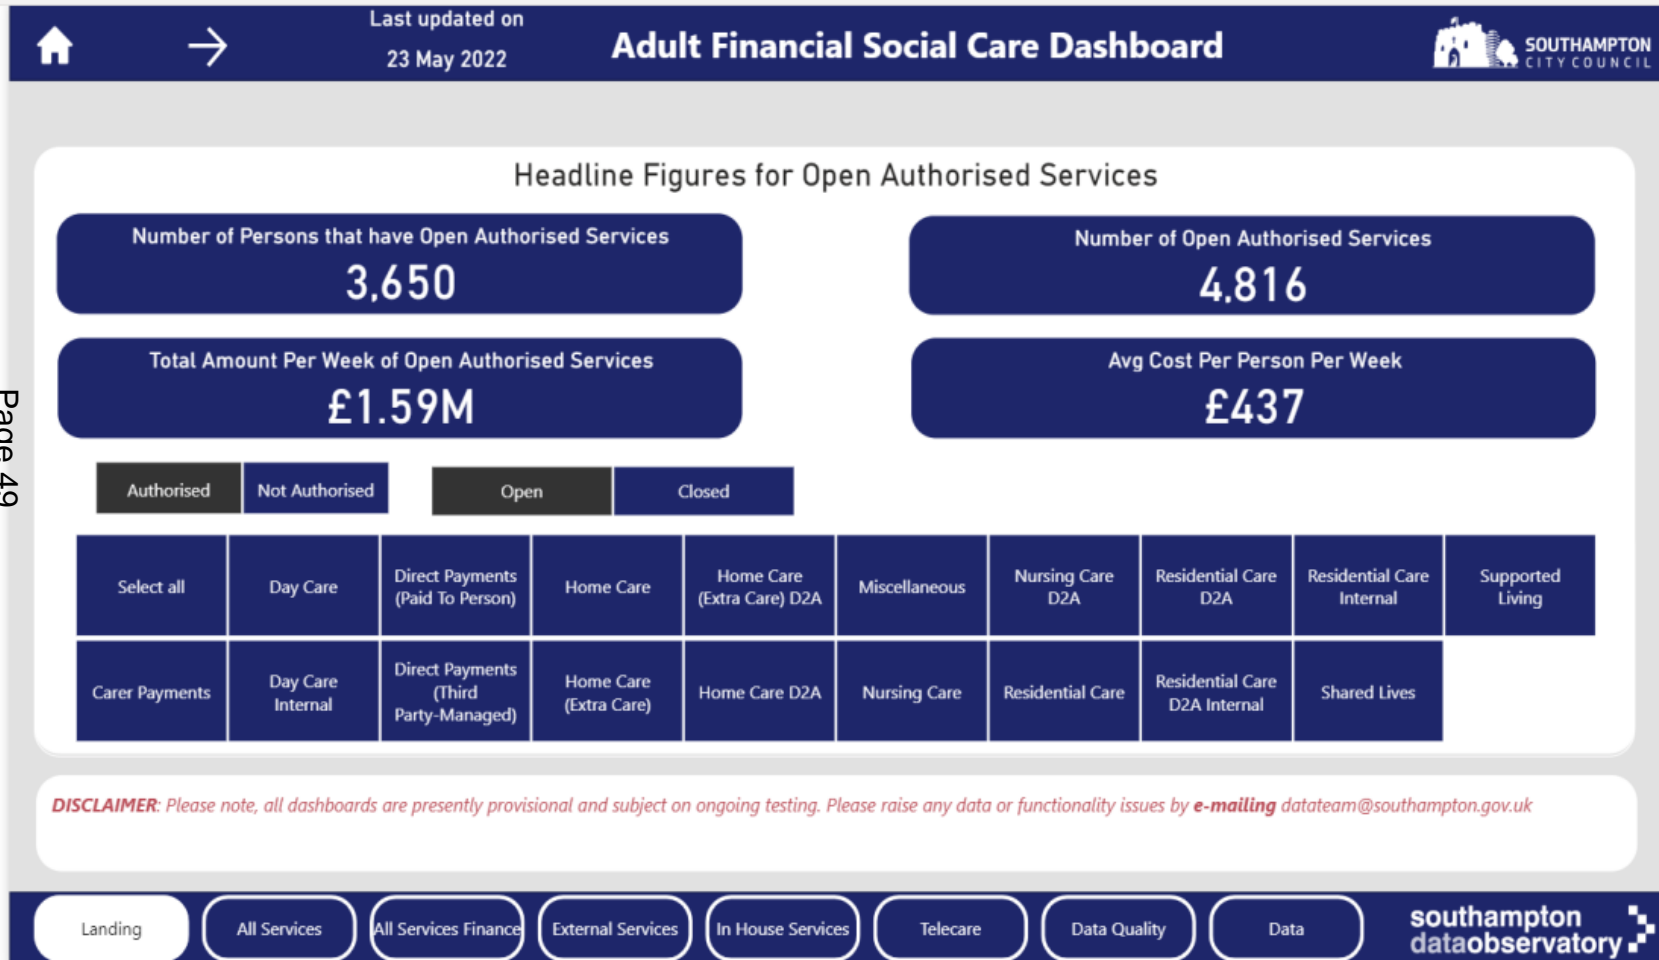 Last updated on
23 May 2022
Adult Financial Social Care Dashboard
SOUTHAMPTON
CITY COUNCIL
Headline Figures for Open Authorised Services
Number of Persons that have Open Authorised Services
3,650
Number of Open Authorised Services
4,816
Total Amount Per Week of Open Authorised Services
£1.59M
Avg Cost Per Person Per Week
£437
Page 49
Authorised
Not Authorised
Open
Closed
Select all
Day Care
Direct Payments
(Paid To Person)
Home Care
Home Care
(Extra Care) D2A
Miscellaneous
Nursing Care
D2A
Residential Care
D2A
Residential Care
Internal
Supported
Living
Carer Payments
Day Care
Internal
Direct Payments
(Third
Party-Managed)
Home Care
(Extra Care)
Home Care D2A
Nursing Care
Residential Care
Residential Care
D2A Internal
Shared Lives
DISCLAIMER: Please note, all dashboards are presently provisional and subject on ongoing testing. Please raise any data or functionality issues by e-mailing datateam@southampton.gov.uk
Landing
All Services
All Services Finance
External Services
In House Services
Telecare
Data Quality
Data
southampton
dataobservatory